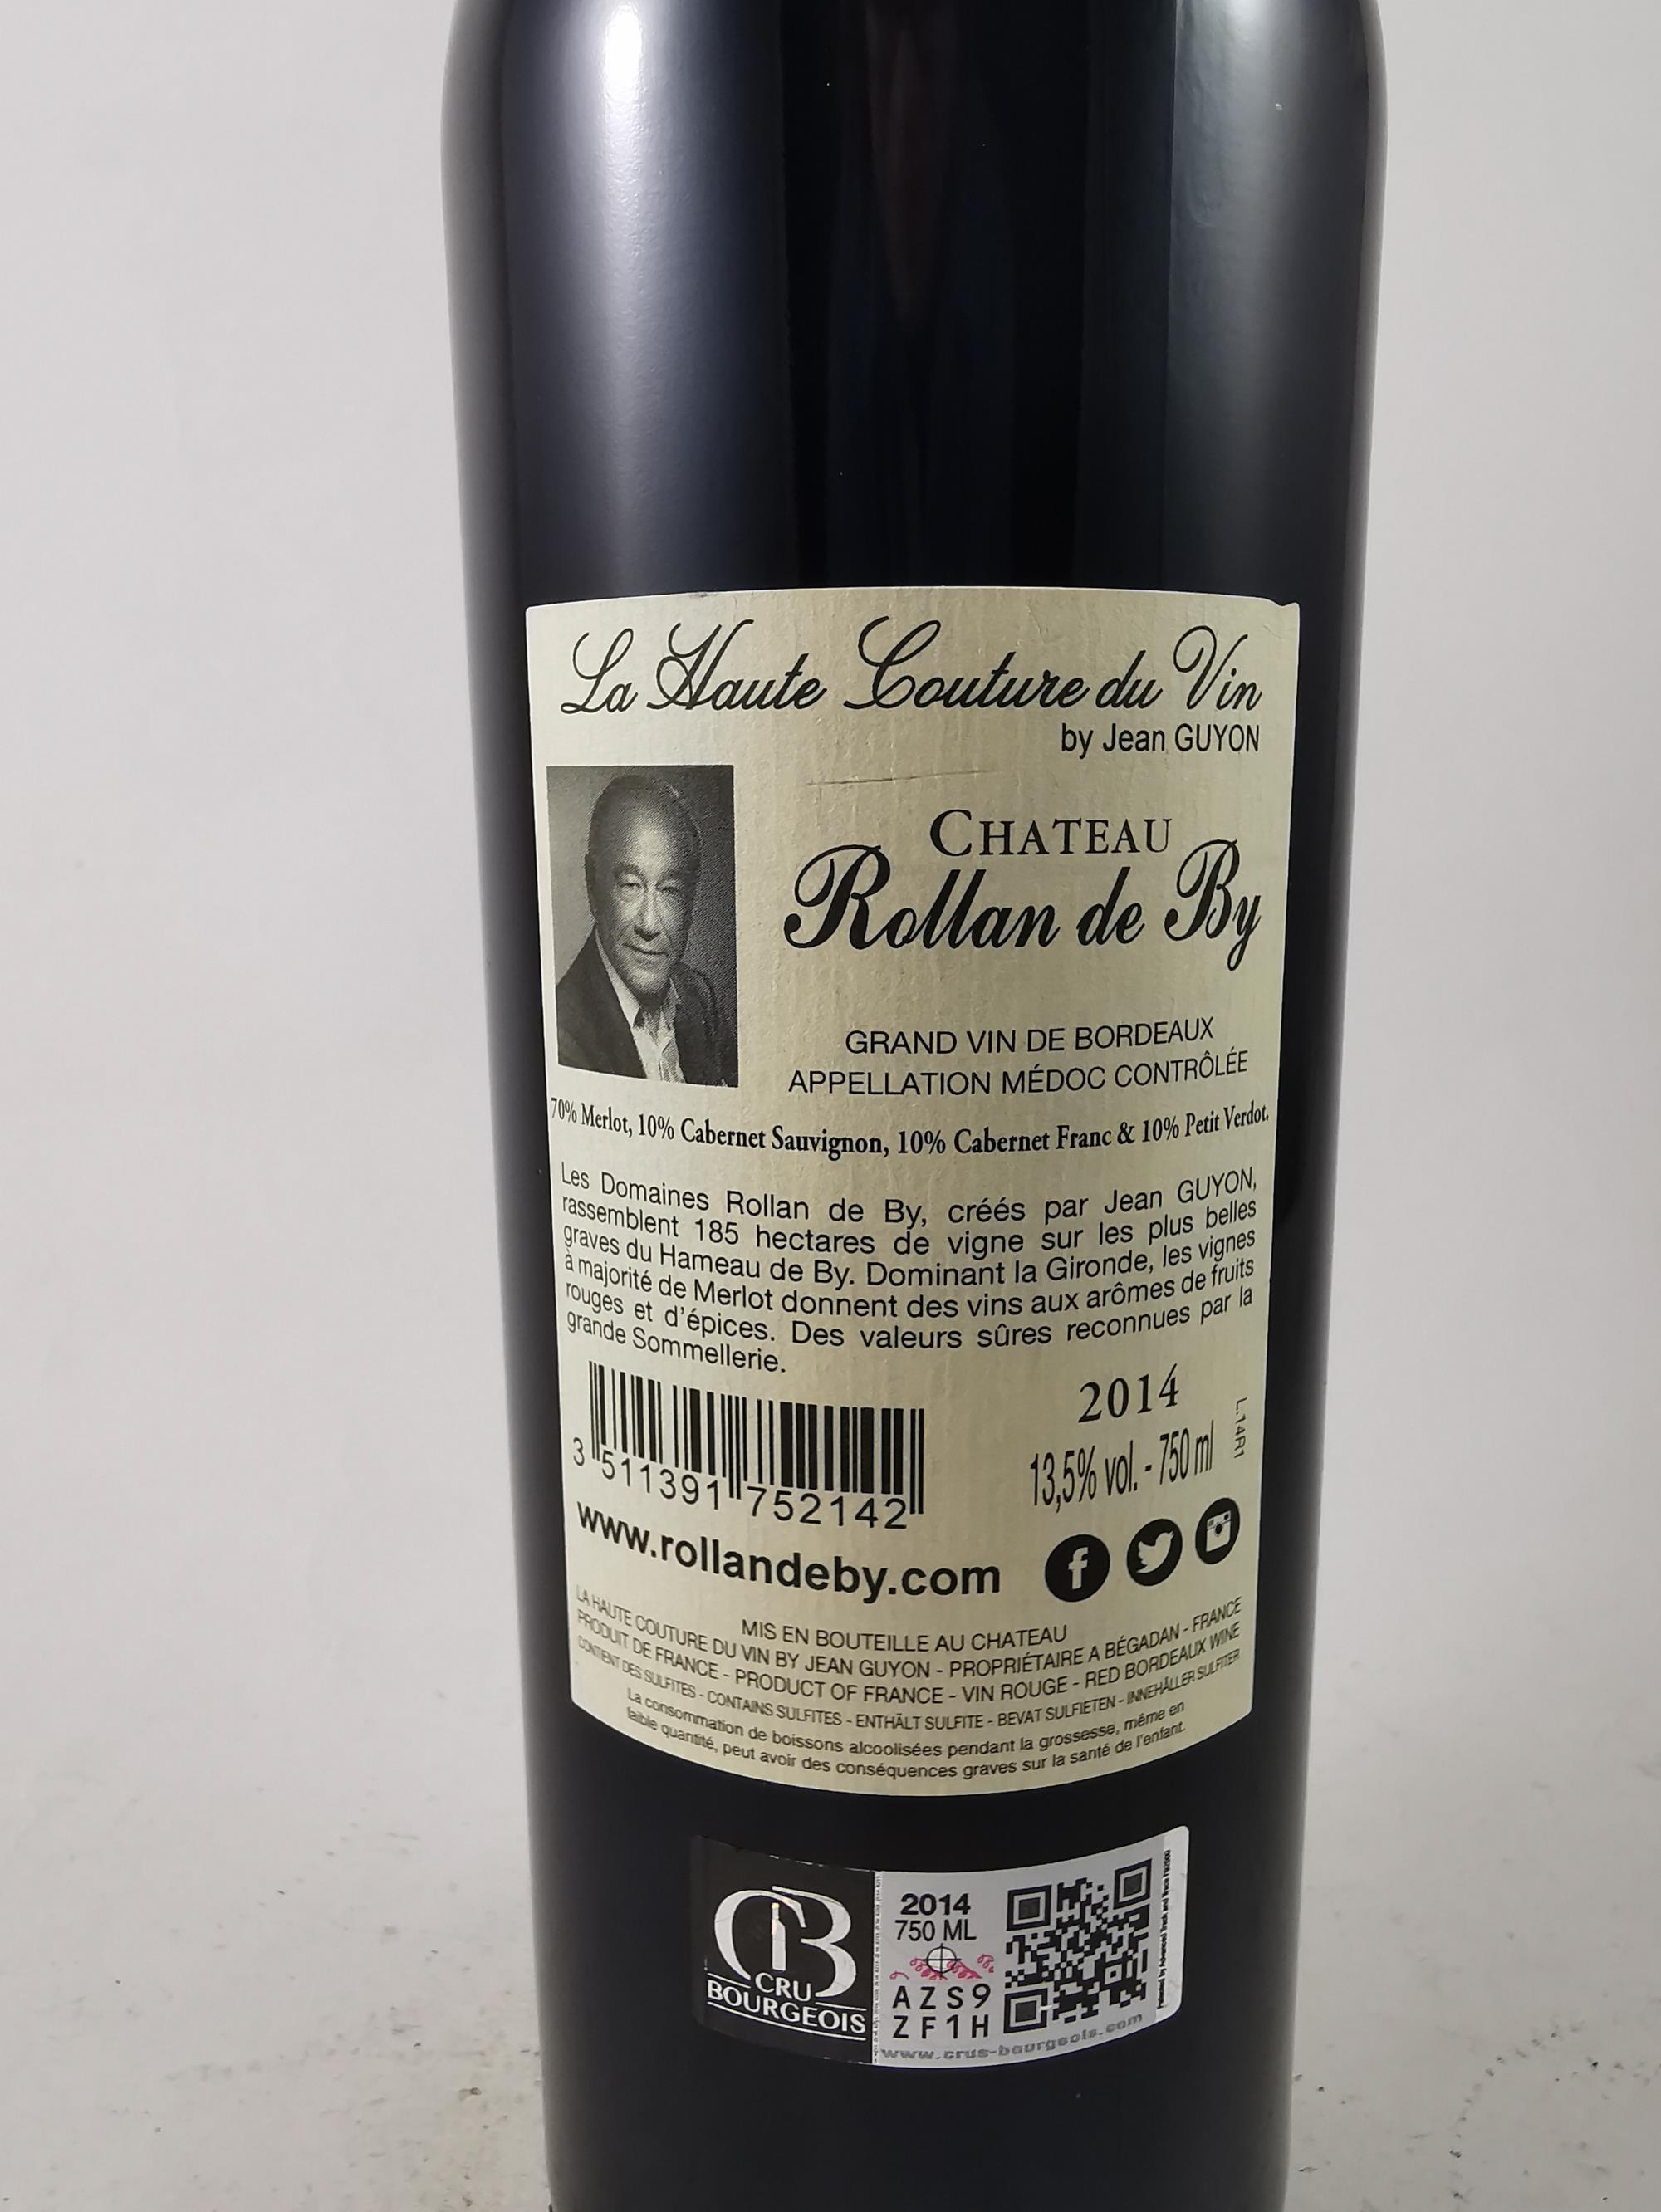 La Haute Couture du Vin
by Jean GUYON
CHATEAU
Rollan de By
GRAND VIN DE BORDEAUX
APPELLATION MÉDOC CONTRÔLÉE
70% Merlot, 10% Cabernet Sauvignon, 10% Cabernet Franc & 10% Petit Verdot.
Les Domaines Rollan de By, créés par Jean GUYON,
rassemblent 185 hectares de vigne sur les plus belles
graves du Hameau de By. Dominant la Gironde, les vignes
à majorité de Merlot donnent des vins aux arômes de fruits
rouges et d'épices. Des valeurs sûres reconnues par la
grande Sommellerie.
2014
L.14R1
13,5% vol. - 750 ml
3 511391 752142
www.rollandeby.com
MIS EN BOUTEILLE AU CHATEAU
LA HAUTE COUTURE DU VIN BY JEAN GUYON - PROPRIÉTAIRE A BÉGADAN - FRANCE
PRODUIT DE FRANCE - PRODUCT OF FRANCE - VIN ROUGE - RED BORDEAUX WINE
CONTIENT DES SULFITES - CONTAINS SULFITES - ENTHÄLT SULFITE - BEVAT SULFIETEN - INNEHÅLLER SULFITER
La consommation de boissons alcoolisées pendant la grossesse, même en
faible quantité, peut avoir des conséquences graves sur la santé de l'enfant.
CB
CRU
BOURGEOIS
2014
750 ML
AZS9
ZF1H
www.crus-bourgeois.com
by Advanced Track and Trace